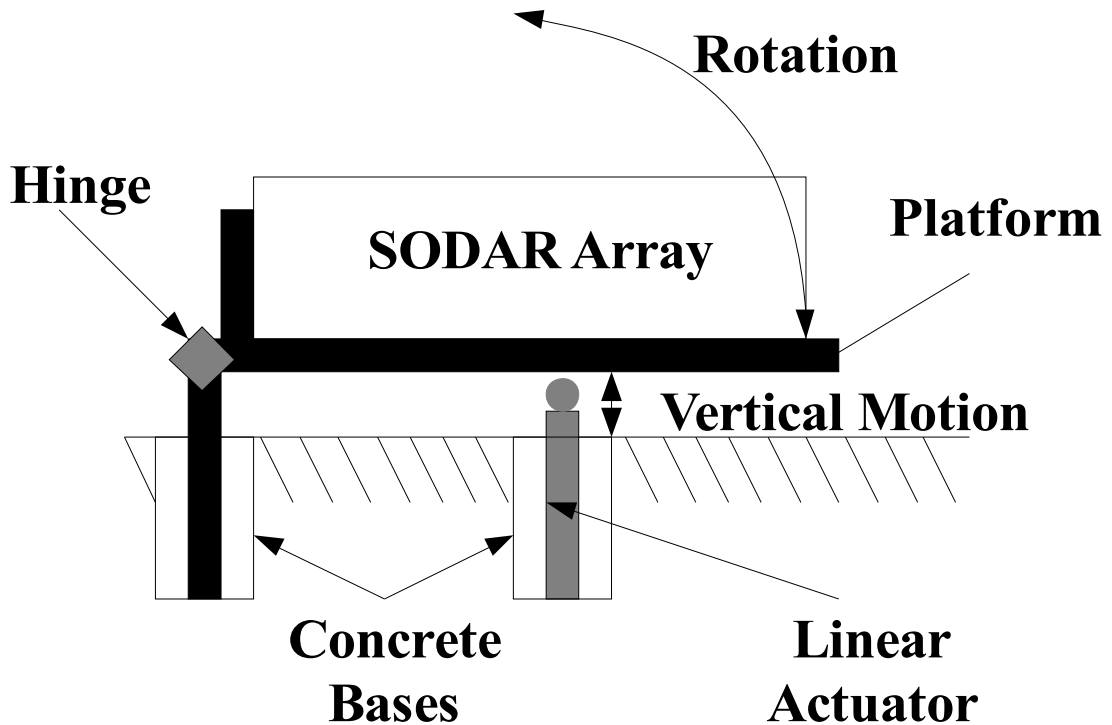 Rotation
Hinge
Platform
SODAR Array
Vertical Motion
Concrete
Bases
Linear
Actuator